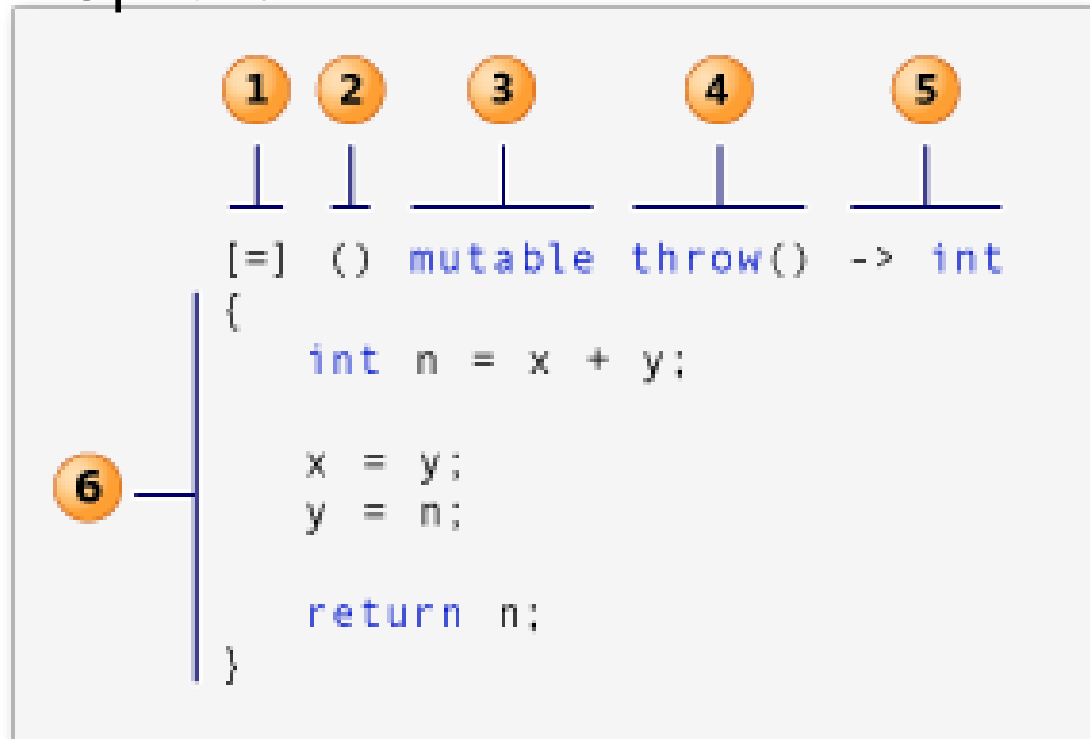 1 2 3 4 5
[=] () mutable throw() -> int
{
int n = x + y;
x = y;
6
y = n;
return n;
}